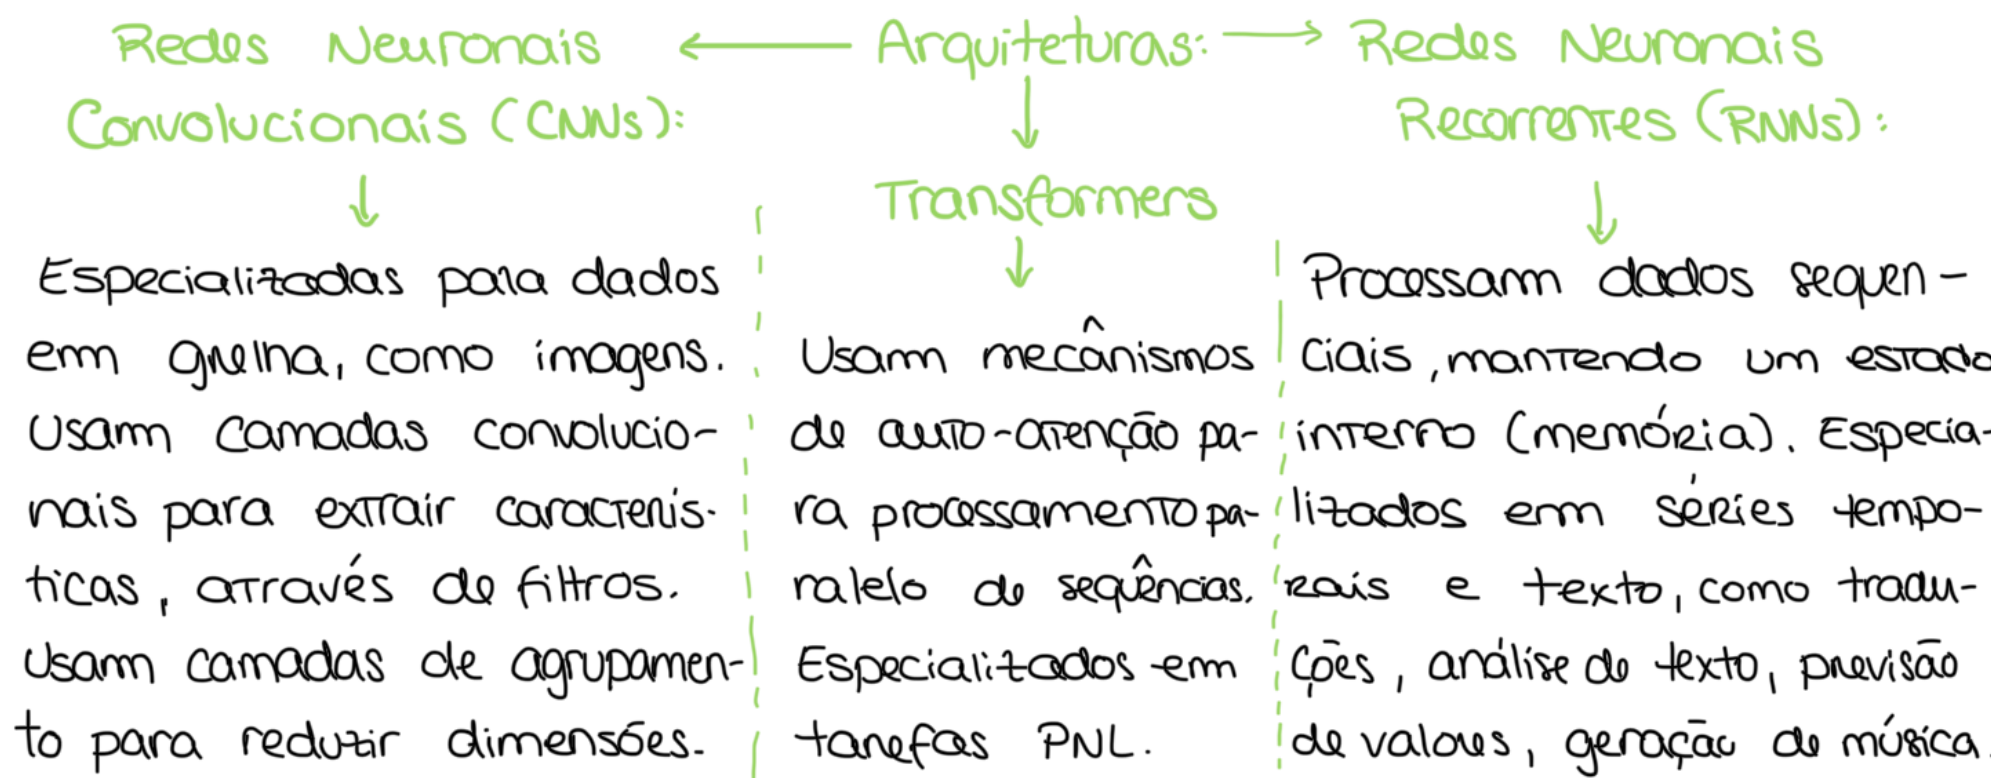 Arquiteturas:
Redes Neuronais
Convolucionais (CNNs):
Especializadas para dados
em grelha, como imagens.
Usam camadas convolucio-
nais para extrair caracterís-
ticas, através de filtros.
Usam camadas de agrupamen-
to para reduzir dimensões.
Transformers
Usam mecânismos
de auto-atenção pa-
ra processamento pa-
ralelo de sequências.
Especializados em
tarefas PNL.
Redes Neuronais
Recorrentes (RNNs):
Processam dados sequen-
ciais, mantendo um estado
interno (memória). Especia-
lizados em séries tempo-
rais e texto, como tradu-
ções, análise de texto, previsão
de valores, geração de música.